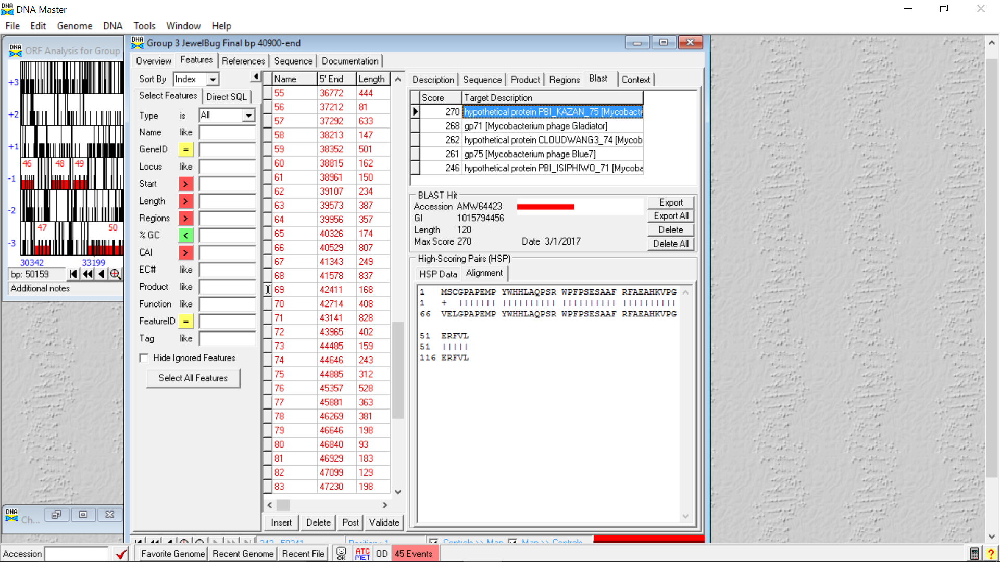 DNA Master
File Edit Genome DNA Tools Window Help
DNA ORF Analysis for Group
+3
+2
+1
46 48 49
-1
-2
47 50
-3
30342 33199
bp: 50159
Additional notes
DNA Ch...
DNA Group 3 JewelBug Final bp 40900-end
Overview Features References Sequence Documentation
Sort By Index
Select Features Direct SQL
Type is All
Name like
GeneID =
Locus like
Start >
Length >
Regions >
% GC <
CAI >
EC# like
Product like
Function like
FeatureID =
Tag like
Hide Ignored Features
Select All Features
Name 5' End Length
55 36772 444
56 37212 81
57 37292 633
58 38213 147
59 38352 501
60 38815 162
61 38961 150
62 39107 234
63 39573 387
64 39956 357
65 40326 174
66 40529 807
67 41343 249
68 41578 837
69 42411 168
70 42714 408
71 43141 828
72 43965 402
73 44485 159
74 44646 243
75 44885 312
76 45357 528
77 45881 363
78 46269 381
79 46646 198
80 46840 93
81 46929 183
82 47099 129
83 47230 198
Insert Delete Post Validate
Description Sequence Product Regions Blast Context
Score Target Description
270 hypothetical protein PBI_KAZAN_75 [Mycobacte
268 gp71 [Mycobacterium phage Gladiator]
262 hypothetical protein CLOUDWANG3_74 [Mycob
261 gp75 [Mycobacterium phage Blue7]
246 hypothetical protein PBI_ISIPHIWO_71 [Mycoba
BLAST Hit
Accession AMW64423
GI 1015794456
Length 120
Max Score 270 Date 3/1/2017
Export
Export All
Delete
Delete All
High-Scoring Pairs (HSP)
HSP Data Alignment
1 MSCGPAPEMP YWHHLAQPSR WPFPSESAAF RFAEAHKVPG
1 + ||||||| |||||||||| |||||||||| ||||||||||
66 VELGPAPEMP YWHHLAQPSR WPFPSESAAF RFAEAHKVPG
51 ERFVL
51 |||||
116 ERFVL
Controls >> Map Map >> Controls
Accession Favorite Genome Recent Genome Recent File OK ATG MET OD 45 Events ?